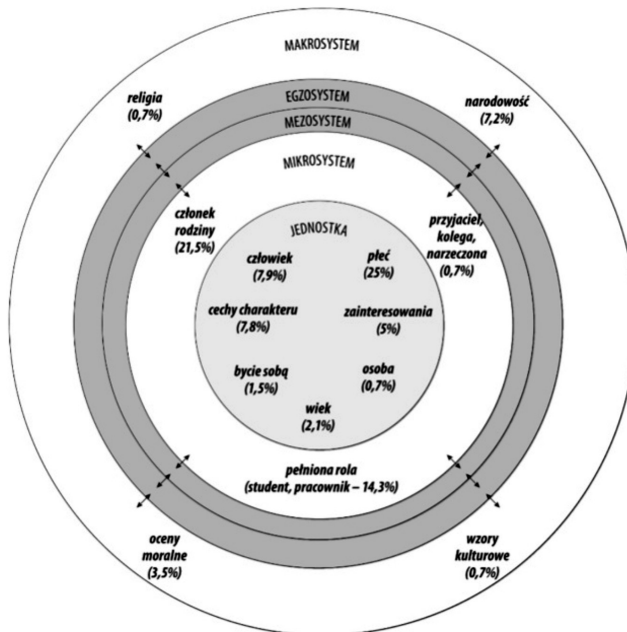 MAKROSYSTEM
religia
(0,7%)
EGZOSYSTEM
narodowość
(7,2%)
MEZOSYSTEM
MIKROSYSTEM
członek
rodziny
(21,5%)
JEDNOSTKA
przyjaciel,
kolega,
narzeczona
(0,7%)
człowiek
(7,9%)
płeć
(25%)
cechy charakteru
(7,8%)
zainteresowania
(5%)
bycie sobą
(1,5%)
osoba
(0,7%)
wiek
(2,1%)
pełniona rola
(student, pracownik – 14,3%)
oceny
moralne
(3,5%)
wzory
kulturowe
(0,7%)